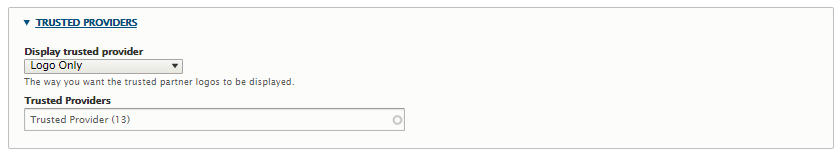 TRUSTED PROVIDERS
Display trusted provider
Logo Only
The way you want the trusted partner logos to be displayed.
Trusted Providers
Trusted Provider (13)